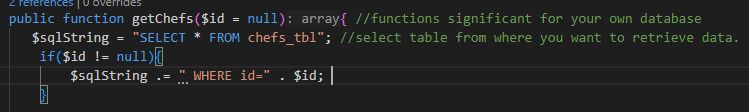 2 references | 0 overrides
public function getChefs($id = null): array{ //functions significant for your own database
$sqlString = "SELECT * FROM chefs_tbl"; //select table from where you want to retrieve data.
if($id != null){
$sqlString .= " WHERE id=" . $id;
}